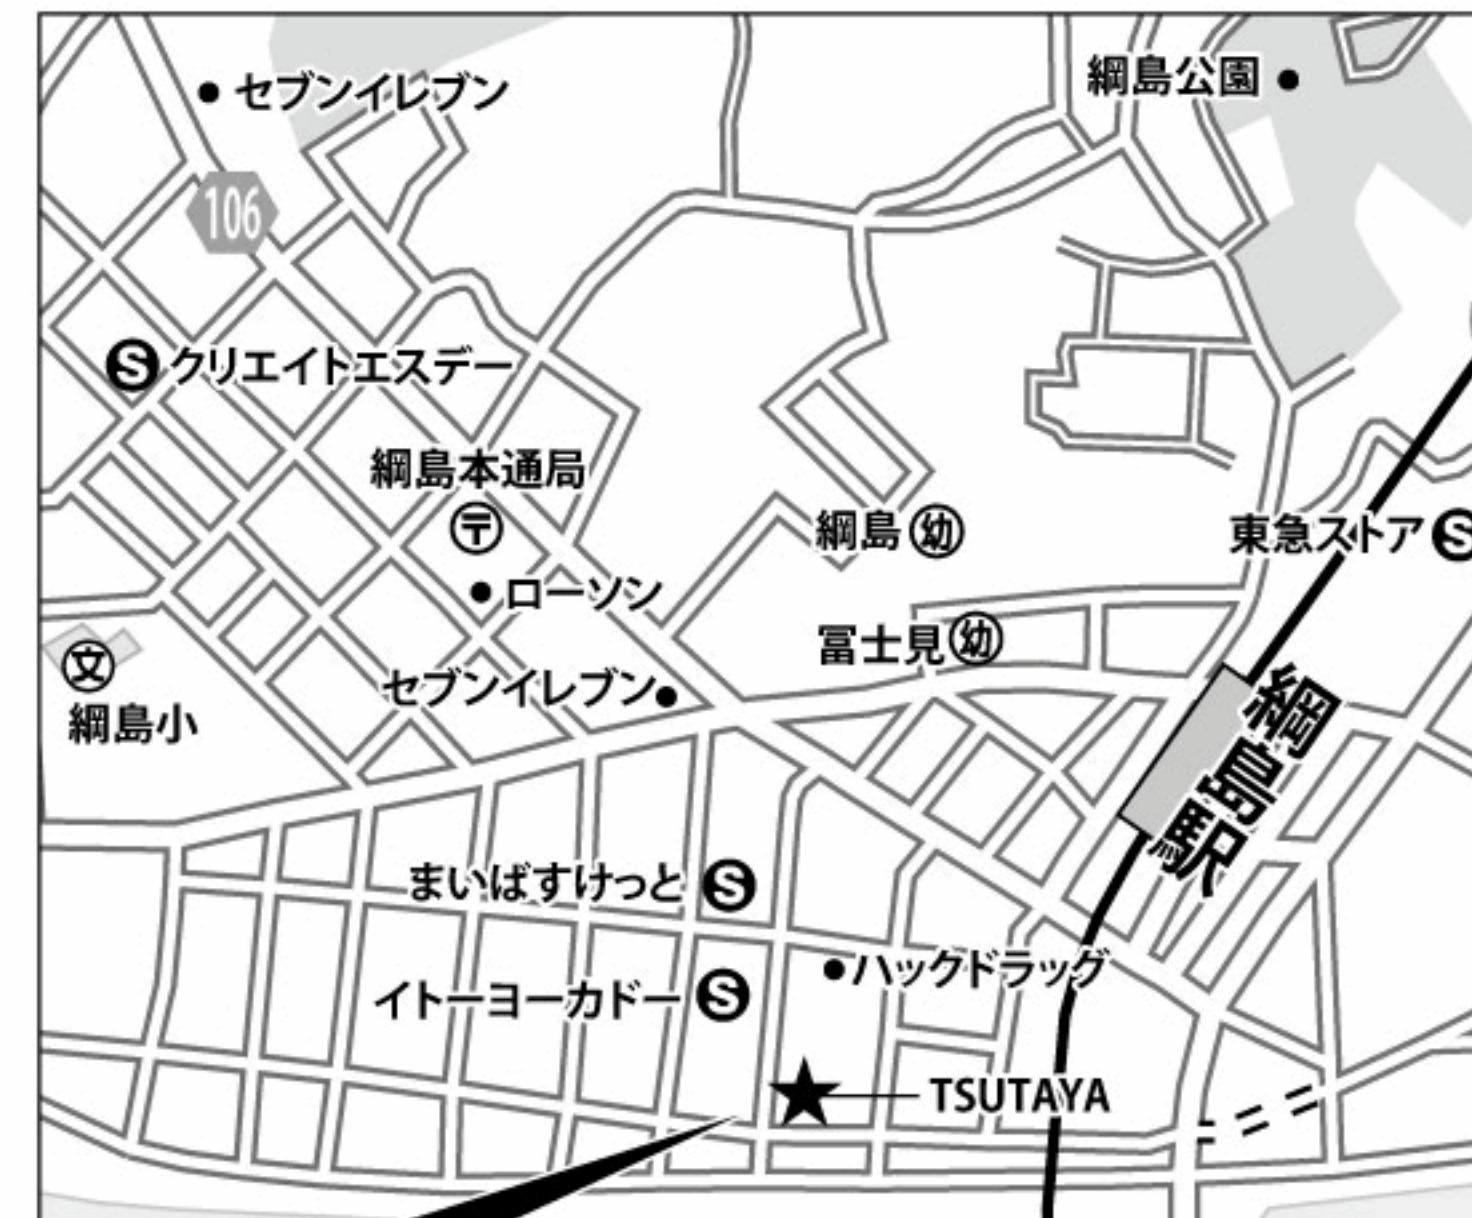 セブンイレブン
綱島公園
106
S クリエイトエスデー
綱島本通局
〒
ローソン
綱島 幼
東急ストア S
冨士見 幼
文
綱島小
セブンイレブン
綱島駅
まいばすけっと S
ハックドラッグ
イトーヨーカドー S
TSUTAYA